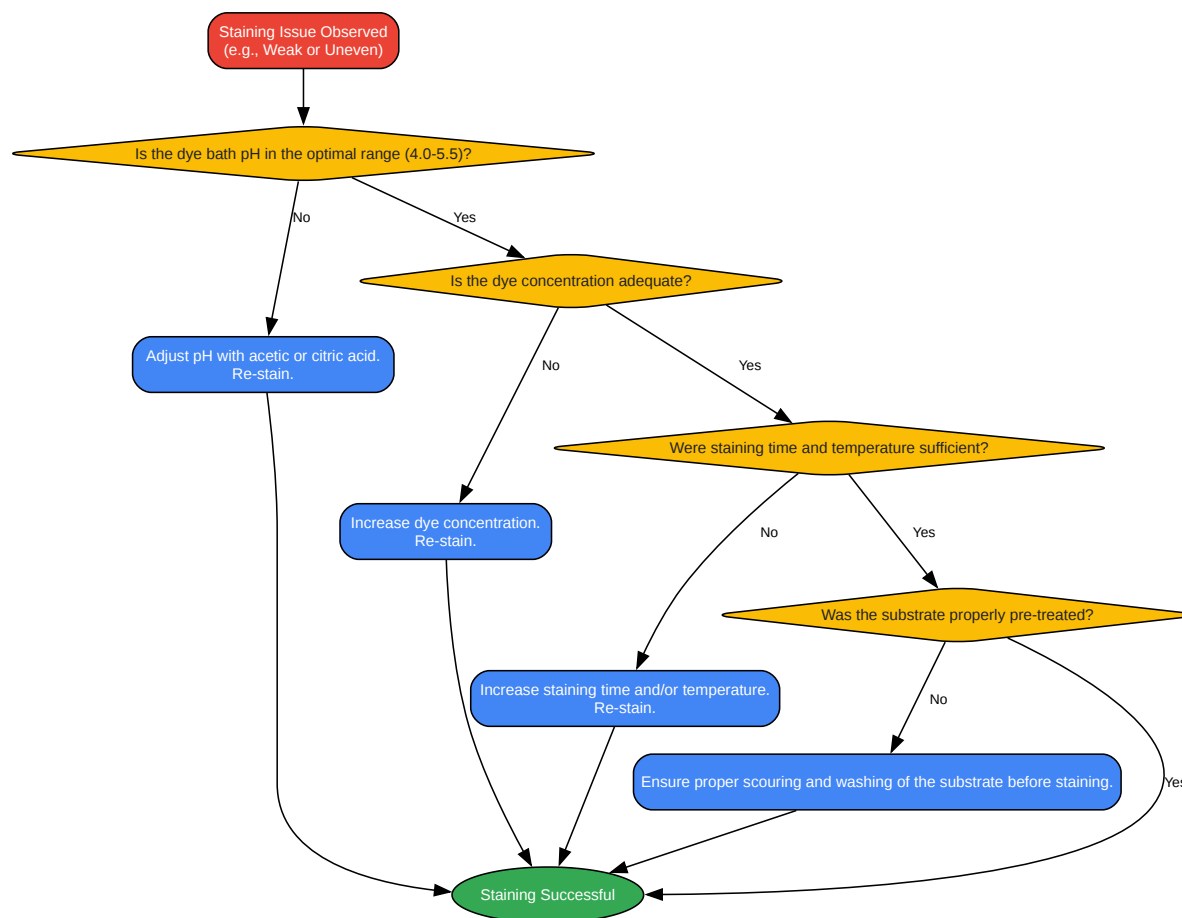 Staining Issue Observed
(e.g., Weak or Uneven)
Is the dye bath pH in the optimal range (4.0-5.5)?
No
Yes
Is the dye concentration adequate?
Adjust pH with acetic or citric acid.
Re-stain.
No
Yes
Were staining time and temperature sufficient?
Increase dye concentration.
Re-stain.
No
Yes
Was the substrate properly pre-treated?
Increase staining time and/or temperature.
Re-stain.
No
Ensure proper scouring and washing of the substrate before staining.
Yes
Staining Successful